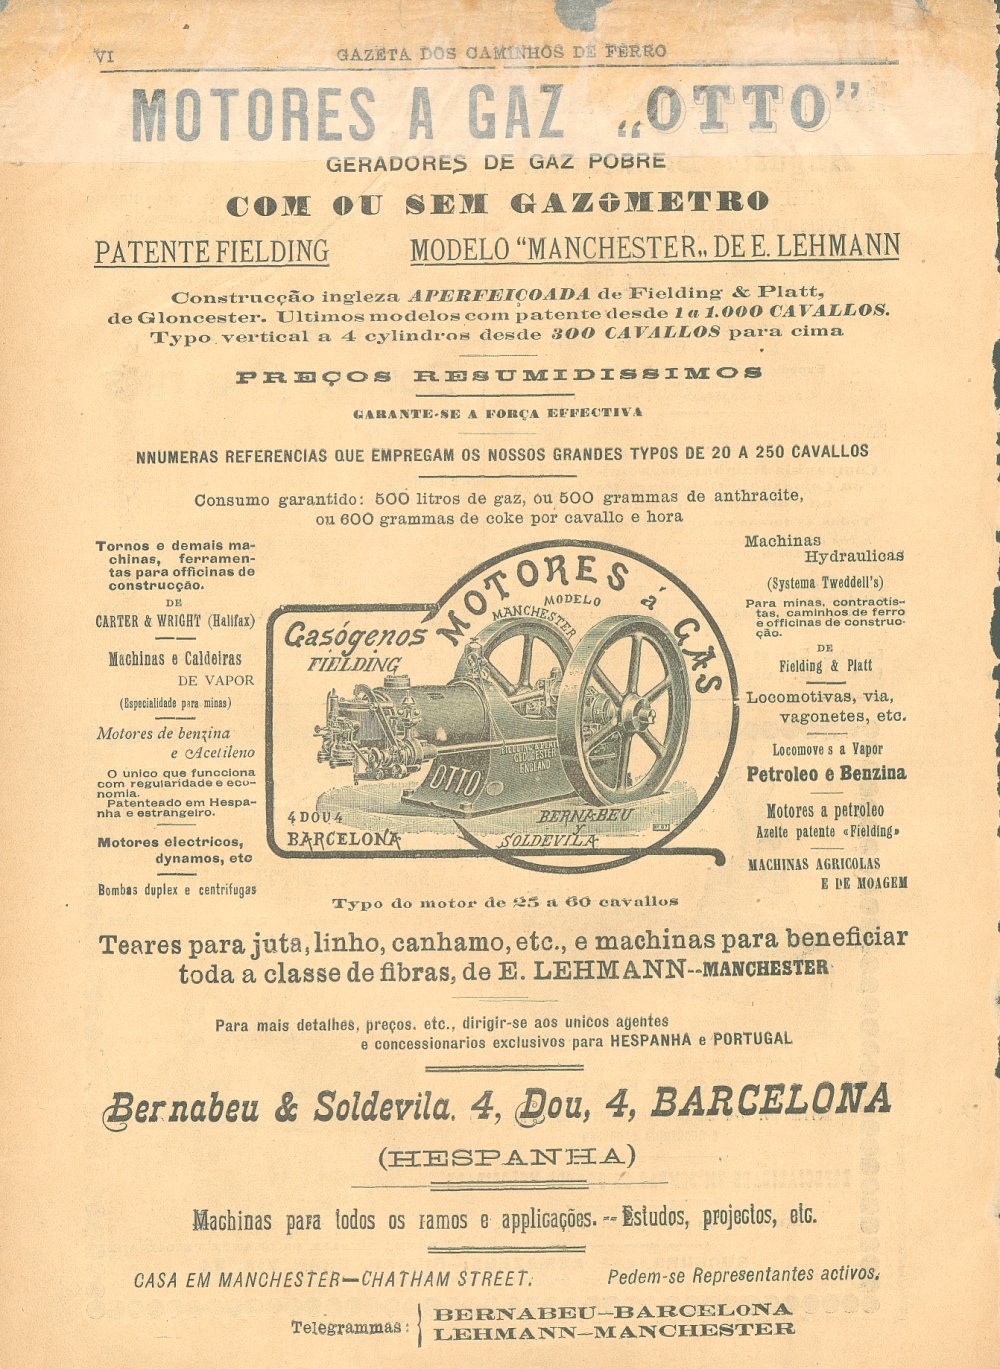 VI
GAZETA DOS CAMINHOS DE FERRO
MOTORES A GAZ „OTTO”
GERADORES DE GAZ POBRE
COM OU SEM GAZOMETRO
PATENTE FIELDING
MODELO “MANCHESTER„ DE E. LEHMANN
Construcção ingleza APERFEIÇOADA de Fielding & Platt,
de Gloncester. Ultimos modelos com patente desde 1 a 1.000 CAVALLOS.
Typo vertical a 4 cylindros desde 300 CAVALLOS para cima
PREÇOS RESUMIDISSIMOS
GARANTE-SE A FORÇA EFFECTIVA
NNUMERAS REFERENCIAS QUE EMPREGAM OS NOSSOS GRANDES TYPOS DE 20 A 250 CAVALLOS
Consumo garantido: 500 litros de gaz, ou 500 grammas de anthracite,
ou 600 grammas de coke por cavallo e hora
Tornos e demais ma-
chinas, ferramen-
tas para officinas de
construcção.
DE
CARTER & WRIGHT (Halifax)
Machinas e Caldeiras
DE VAPOR
(Especialidade para minas)
Motores de benzina
e Acetileno
O unico que funcciona
com regularidade e eco-
nomia.
Patenteado em Hespa-
nha e estrangeiro.
Motores electricos,
dynamos, etc
Bombas duplex e centrifugas
MOTORES á GAS
MODELO
MANCHESTER
Gasógenos
FIELDING
FIELDING & PLATT
GLOUCESTER
ENGLAND
OTTO
4 DOU 4
BARCELONA
BERNABEU
Y
SOLDEVILA
Machinas
Hydraulicas
(Systema Tweddell's)
Para minas, contractis-
tas, caminhos de ferro
e officinas de construc-
ção.
DE
Fielding & Platt
Locomotivas, via,
vagonetes, etc.
Locomove s a Vapor
Petroleo e Benzina
Motores a petroleo
Azeite patente «Fielding»
MACHINAS AGRICOLAS
E DE MOAGEM
Typo do motor de 25 a 60 cavallos
Teares para juta, linho, canhamo, etc., e machinas para beneficiar
toda a classe de fibras, de E. LEHMANN--MANCHESTER
Para mais detalhes, preços. etc., dirigir-se aos unicos agentes
e concessionarios exclusivos para HESPANHA e PORTUGAL
Bernabeu & Soldevila. 4, Dou, 4, BARCELONA
(HESPANHA)
Machinas para todos os ramos e applicações. -- Estudos, projectos, etc.
CASA EM MANCHESTER—CHATHAM STREET.
Pedem-se Representantes activos.
Telegrammas: { BERNABEU—BARCELONA
LEHMANN—MANCHESTER